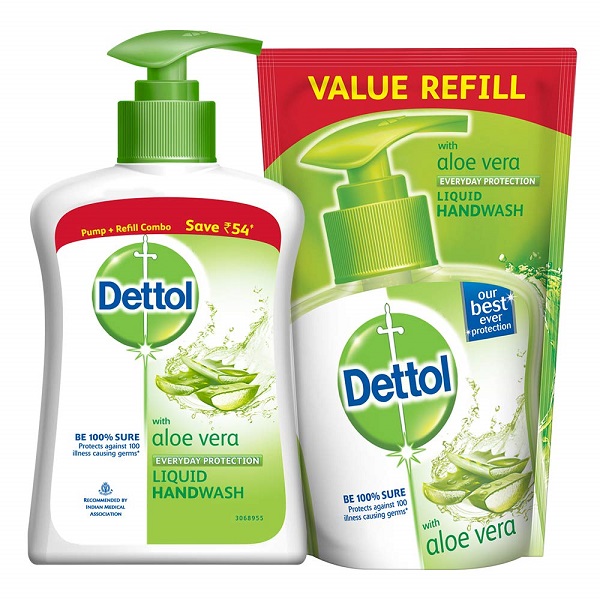 Pump + Refill Combo Save ₹54*
Dettol
with
aloe vera
EVERYDAY PROTECTION
LIQUID
HANDWASH
BE 100% SURE
Protects against 100
illness causing germs*
RECOMMENDED BY
INDIAN MEDICAL
ASSOCIATION
3068955
VALUE REFILL
with
aloe vera
EVERYDAY PROTECTION
LIQUID
HANDWASH
our
best
ever
protection
Dettol
BE 100% SURE
Protects against 100
illness causing germs*
with
aloe vera